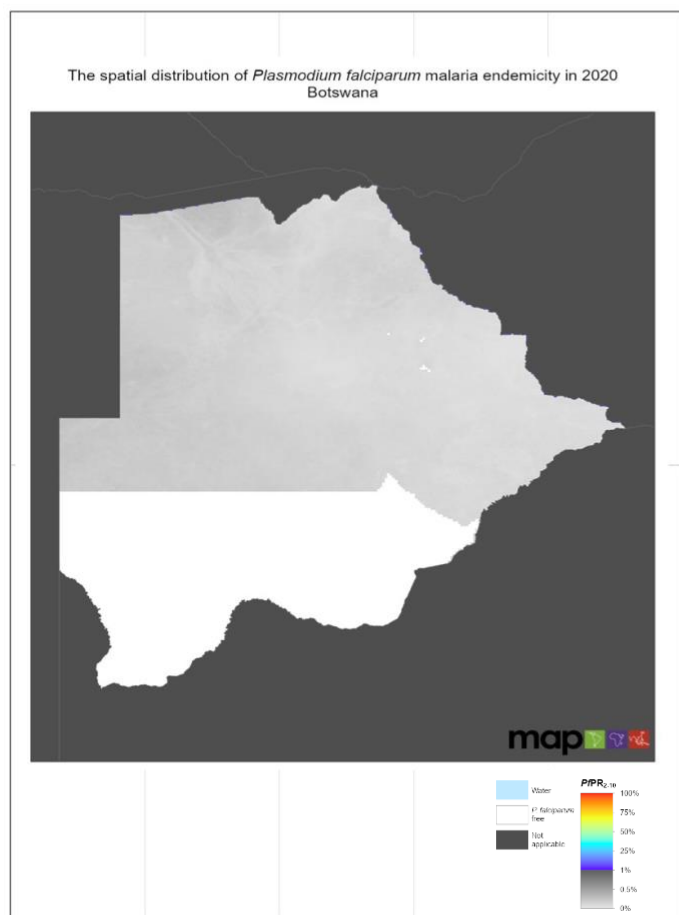 The spatial distribution of Plasmodium falciparum malaria endemicity in 2020
Botswana
map
Water
P. falciparum
free
Not
applicable
PfPR2-10
100%
75%
50%
25%
1%
0.5%
0%